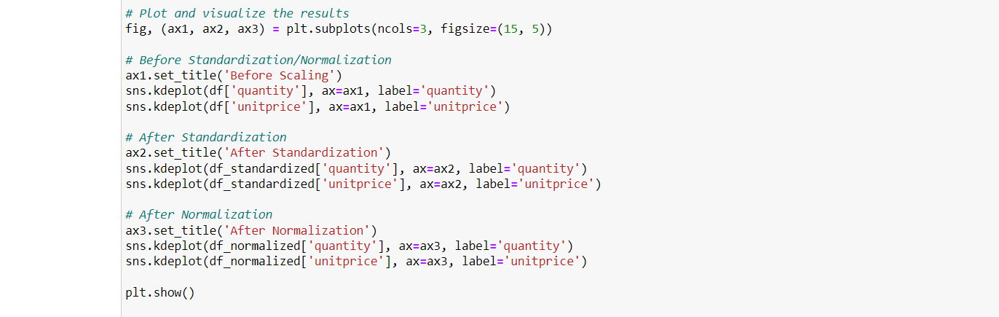 # Plot and visualize the results
fig, (ax1, ax2, ax3) = plt.subplots(ncols=3, figsize=(15, 5))
# Before Standardization/Normalization
ax1.set_title('Before Scaling')
sns.kdeplot(df['quantity'], ax=ax1, label='quantity')
sns.kdeplot(df['unitprice'], ax=ax1, label='unitprice')
# After Standardization
ax2.set_title('After Standardization')
sns.kdeplot(df_standardized['quantity'], ax=ax2, label='quantity')
sns.kdeplot(df_standardized['unitprice'], ax=ax2, label='unitprice')
# After Normalization
ax3.set_title('After Normalization')
sns.kdeplot(df_normalized['quantity'], ax=ax3, label='quantity')
sns.kdeplot(df_normalized['unitprice'], ax=ax3, label='unitprice')
plt.show()